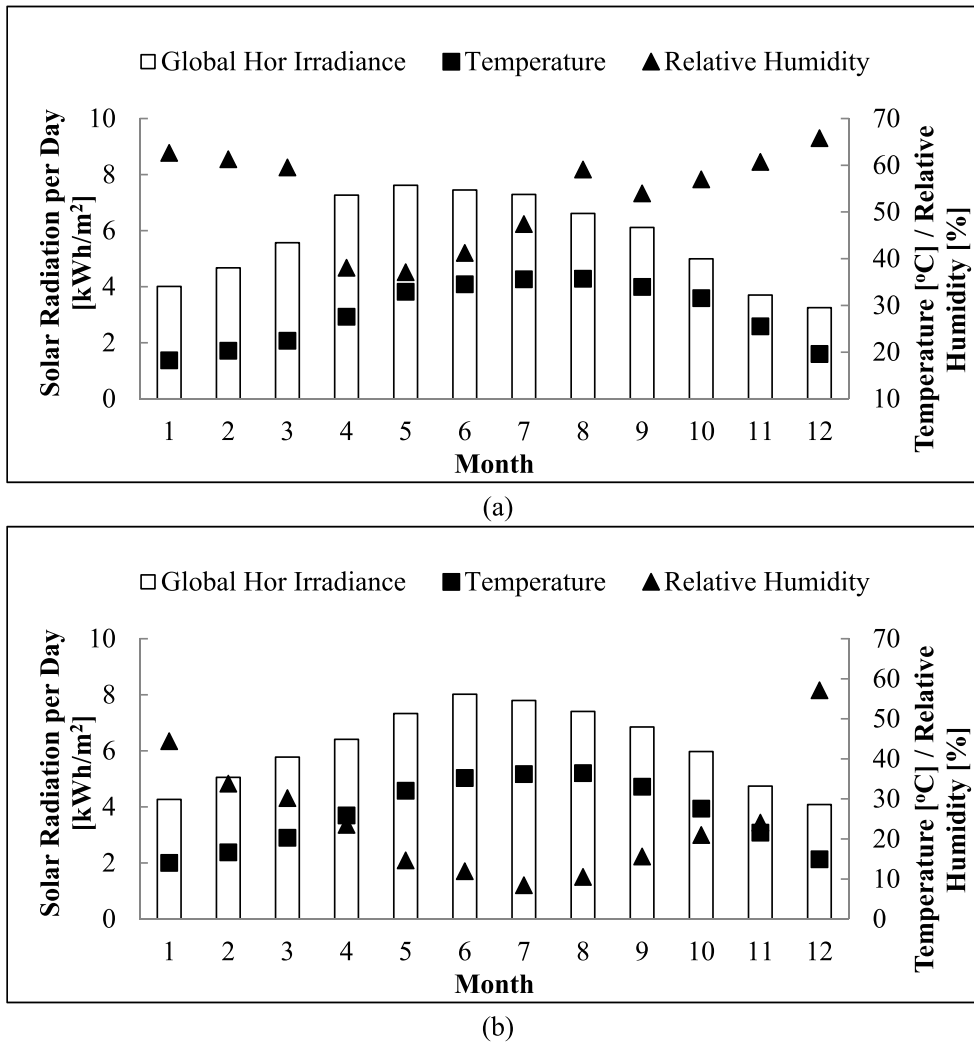 Global Hor Irradiance Temperature Relative Humidity
Solar Radiation per Day
[kWh/m²]
10
8
6
4
2
0
70
60
50
40
30
20
10
Temperature [ºC] / Relative
Humidity [%]
1 2 3 4 5 6 7 8 9 10 11 12
Month
(a)
Global Hor Irradiance Temperature Relative Humidity
Solar Radiation per Day
[kWh/m²]
10
8
6
4
2
0
70
60
50
40
30
20
10
0
Temperature [ºC] / Relative
Humidity [%]
1 2 3 4 5 6 7 8 9 10 11 12
Month
(b)